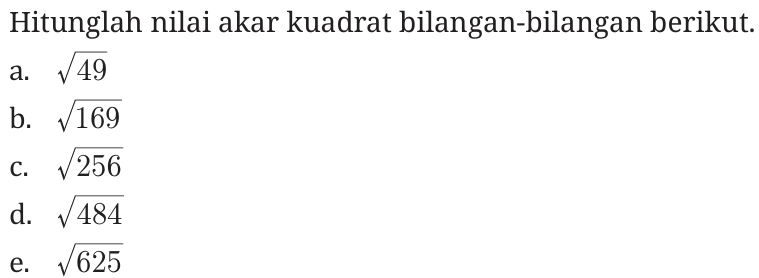 Hitunglah nilai akar kuadrat bilangan-bilangan berikut.
a. √49
b. √169
c. √256
d. √484
e. √625